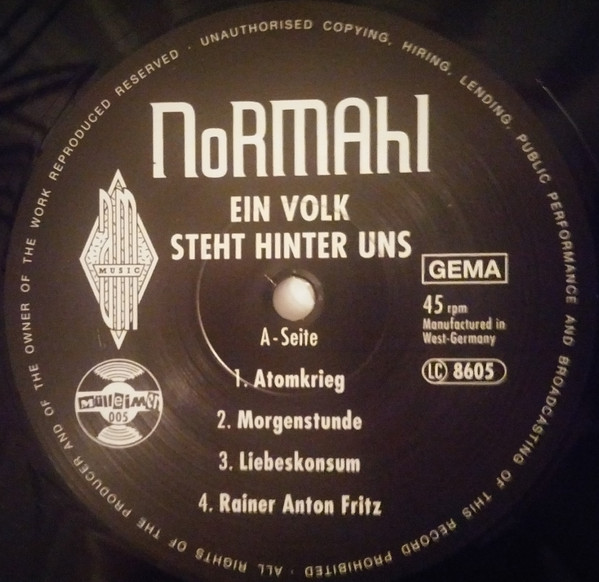 ALL RIGHTS OF THE PRODUCER AND OF THE OWNER OF THE WORK REPRODUCED RESERVED · UNAUTHORISED COPYING, HIRING, LENDING, PUBLIC PERFORMANCE AND BROADCASTING OF THIS RECORD PROHIBITED ·
NoRMAhl
EIN VOLK
STEHT HINTER UNS
AM
MUSIC
GEMA
45 rpm
Manufactured in
West-Germany
LC 8605
Mülleimer
005
A-Seite
1. Atomkrieg
2. Morgenstunde
3. Liebeskonsum
4. Rainer Anton Fritz